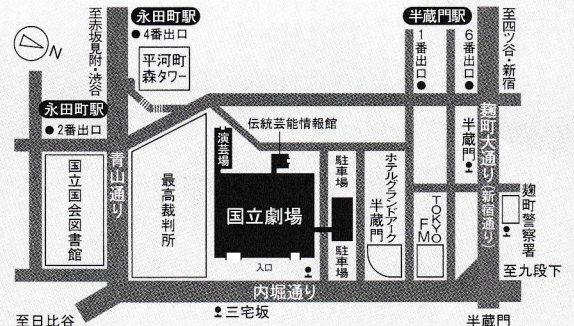 至赤坂見附・渋谷
永田町駅
●4番出口
平河町
森タワー
半蔵門駅
1番出口●
6番出口●
至四ツ谷・新宿
N
永田町駅
●2番出口
青山通り
国立国会図書館
最高裁判所
演芸場
伝統芸能情報館
国立劇場
入口
駐車場
駐車場
ホテルグランドアーク
半蔵門
TOKYO
FM
半蔵門
麹町大通り(新宿通り)
麹町警察署
至九段下
内堀通り
至日比谷
三宅坂
半蔵門